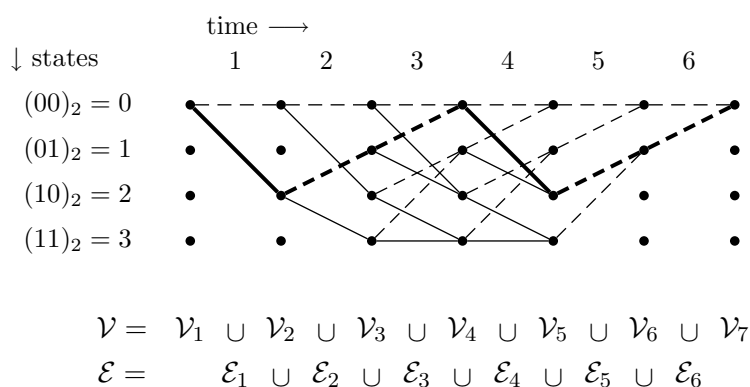 time →
↓ states 1 2 3 4 5 6
(00)₂ = 0
(01)₂ = 1
(10)₂ = 2
(11)₂ = 3
𝒱 = 𝒱₁ ∪ 𝒱₂ ∪ 𝒱₃ ∪ 𝒱₄ ∪ 𝒱₅ ∪ 𝒱₆ ∪ 𝒱₇
ℰ = ℰ₁ ∪ ℰ₂ ∪ ℰ₃ ∪ ℰ₄ ∪ ℰ₅ ∪ ℰ₆